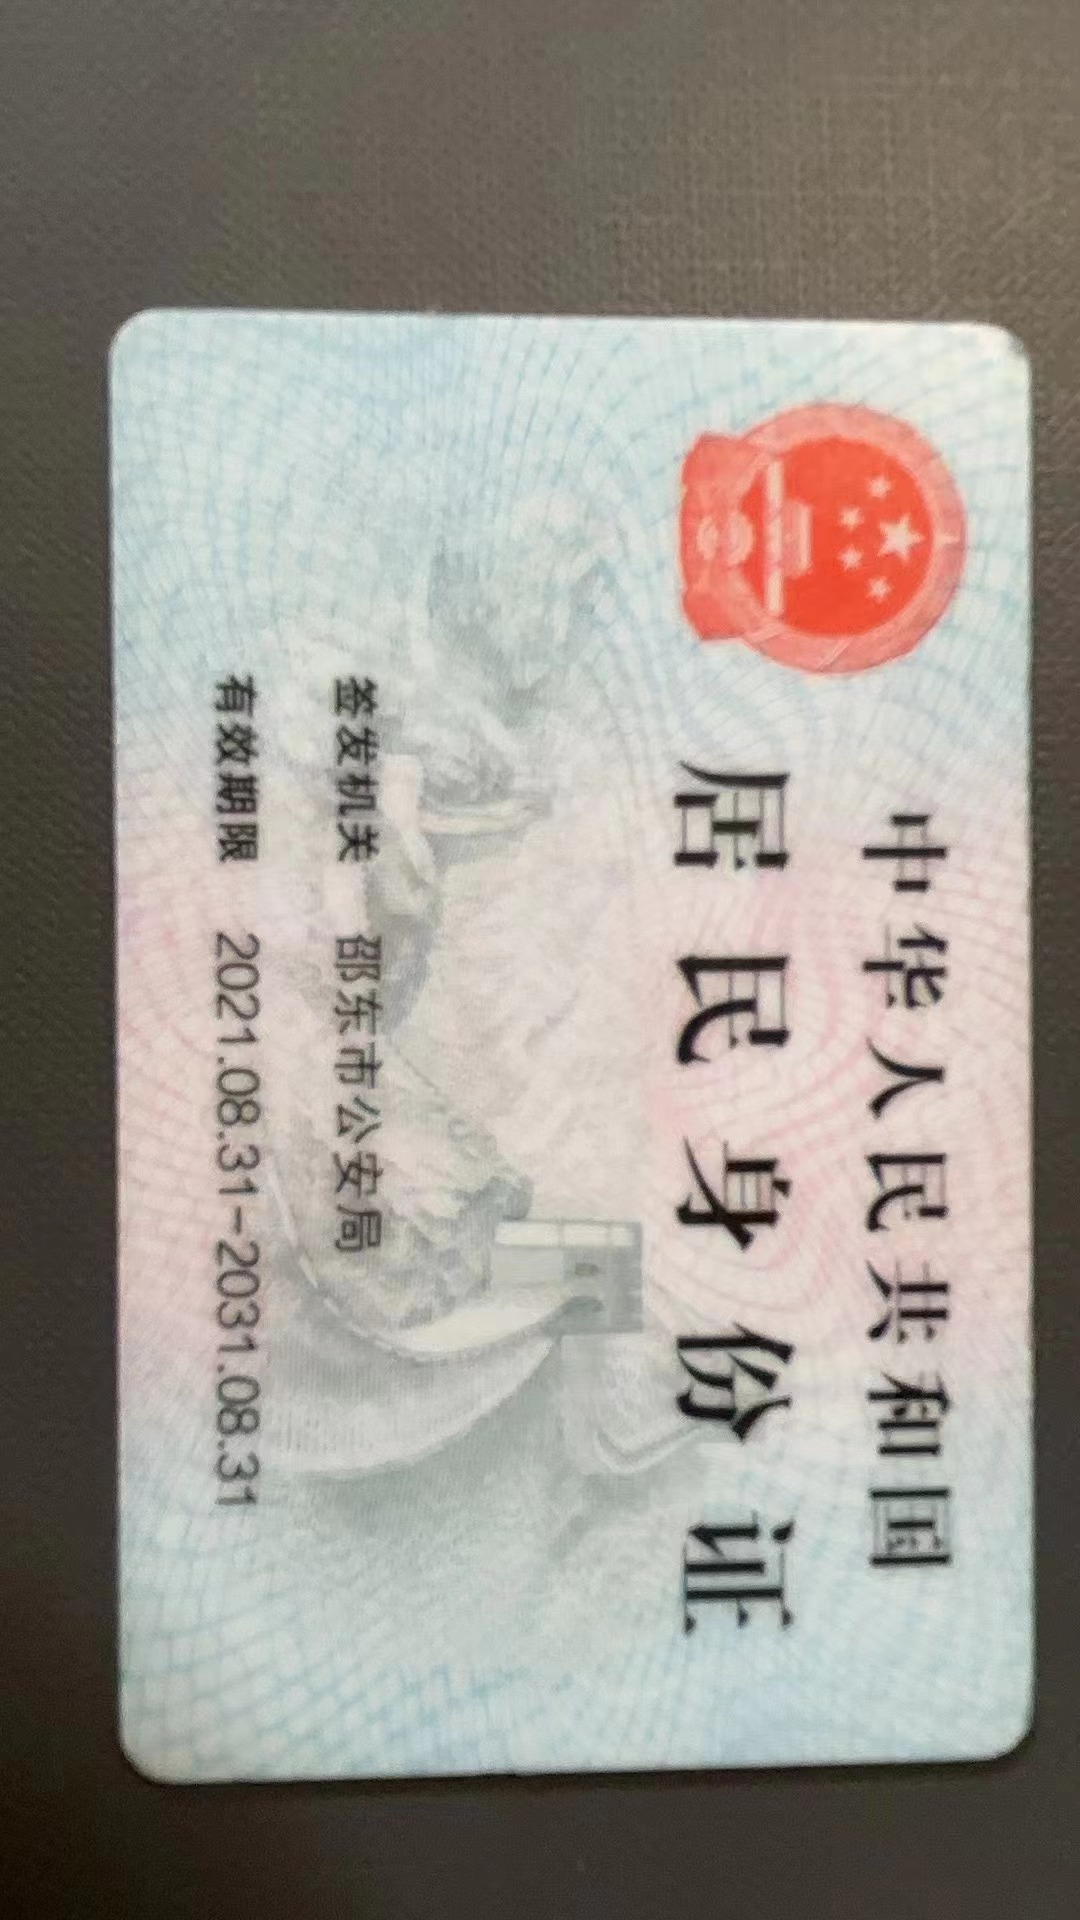 中华人民共和国
居民身份证
签发机关 邵东市公安局
有效期限 2021.08.31-2031.08.31